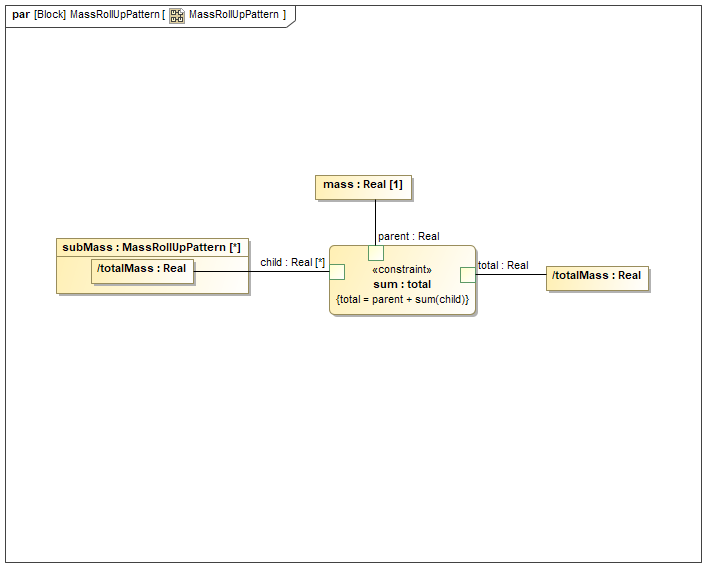 par [Block] MassRollUpPattern [ MassRollUpPattern ]
mass : Real [1]
parent : Real
subMass : MassRollUpPattern [*]
/totalMass : Real
child : Real [*]
«constraint»
sum : total
{total = parent + sum(child)}
total : Real
/totalMass : Real